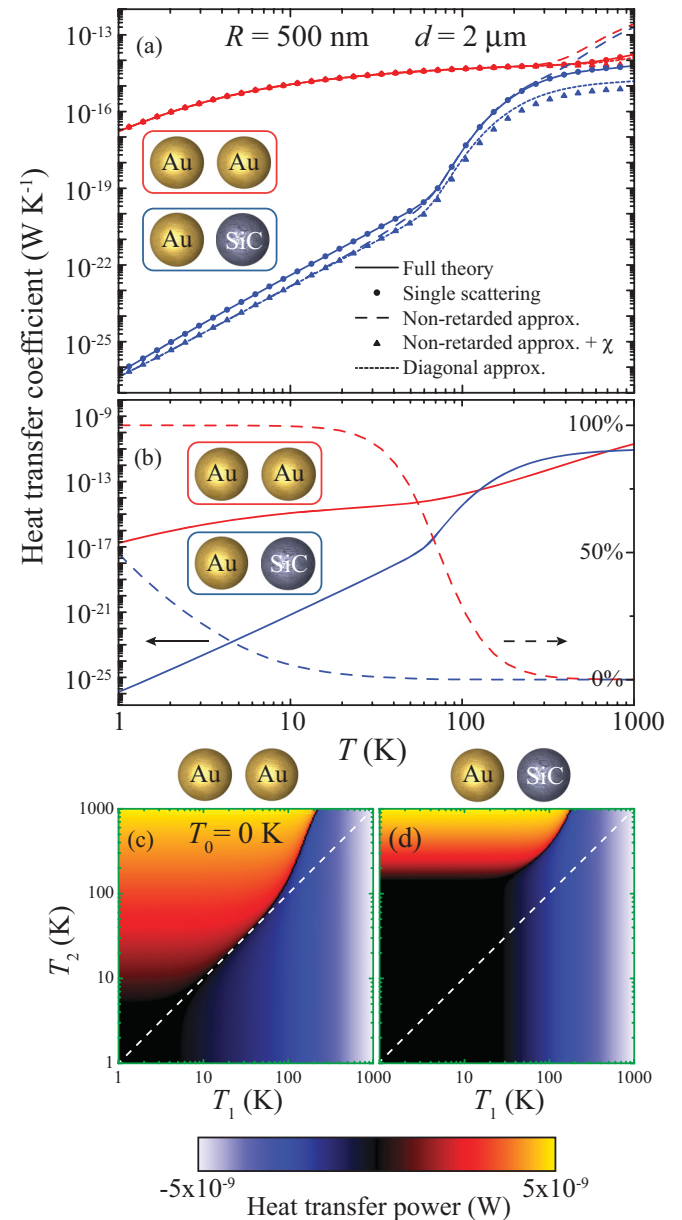 (a) R = 500 nm d = 2 μm
10⁻¹³
10⁻¹⁶
10⁻¹⁹
10⁻²²
10⁻²⁵
Au Au
Au SiC
Full theory
Single scattering
Non-retarded approx.
Non-retarded approx. + χ
Diagonal approx.
Heat transfer coefficient (W K⁻¹)
(b)
10⁻⁹
10⁻¹³
10⁻¹⁷
10⁻²¹
10⁻²⁵
Au Au
Au SiC
100%
50%
0%
1 10 100 1000
T (K)
Au Au
Au SiC
(c) T₀= 0 K
(d)
1000
100
10
1
T₂ (K)
1 10 100 1000
1 10 100 1000
T₁ (K)
T₁ (K)
-5x10⁻⁹ 5x10⁻⁹
Heat transfer power (W)